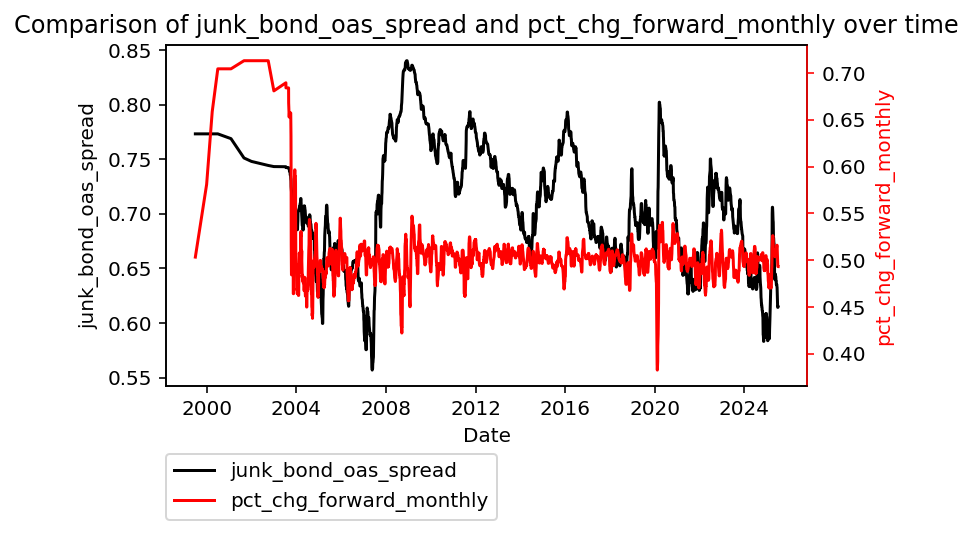 Comparison of junk_bond_oas_spread and pct_chg_forward_monthly over time
0.85
0.80
0.75
0.70
0.65
0.60
0.55
junk_bond_oas_spread
0.70
0.65
0.60
0.55
0.50
0.45
0.40
pct_chg_forward_monthly
2000 2004 2008 2012 2016 2020 2024
Date
junk_bond_oas_spread
pct_chg_forward_monthly